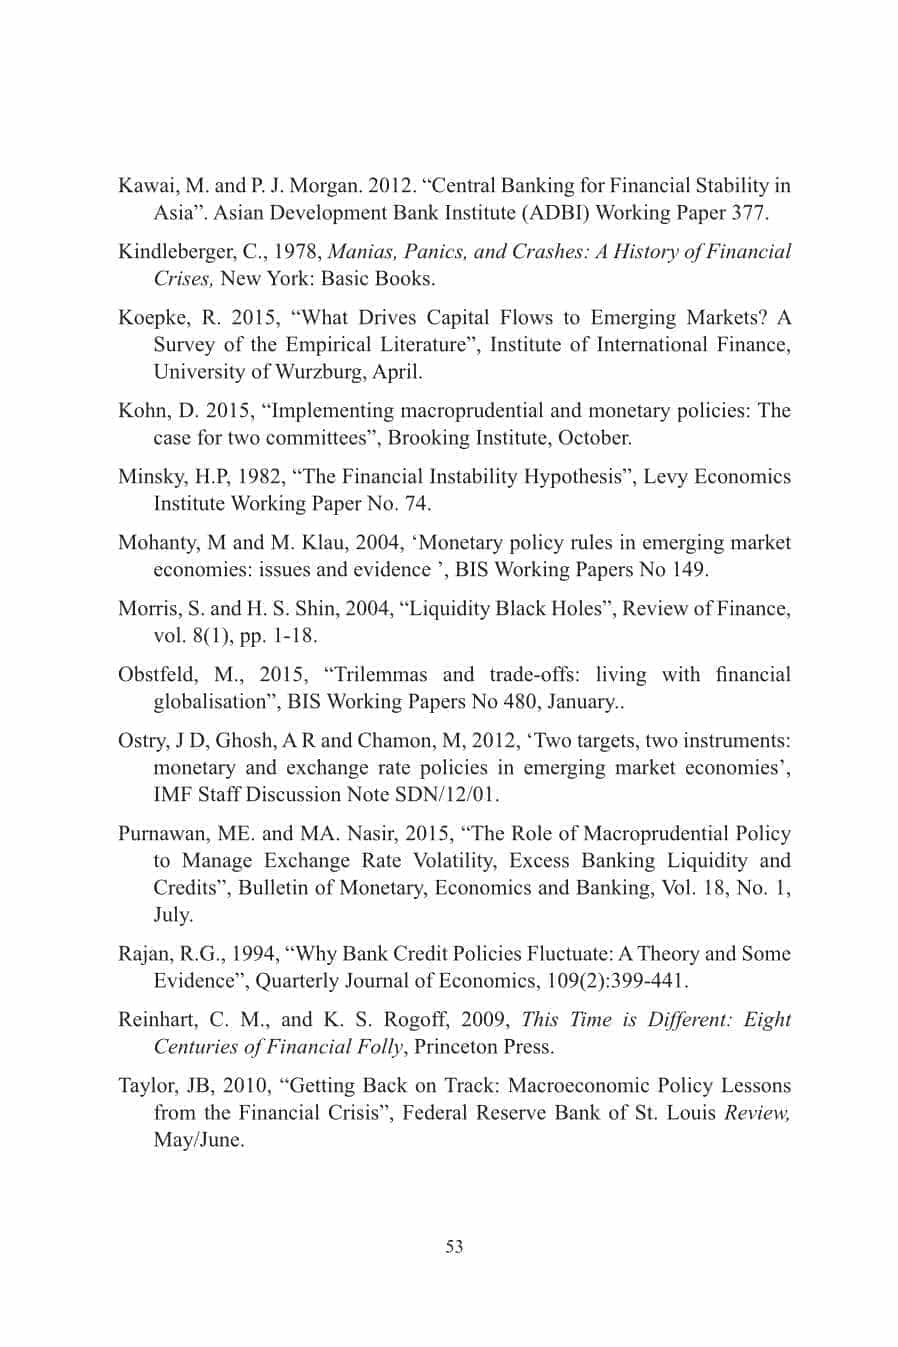 Kawai, M. and P. J. Morgan. 2012. “Central Banking for Financial Stability in
Asia”. Asian Development Bank Institute (ADBI) Working Paper 377.
Kindleberger, C., 1978, Manias, Panics, and Crashes: A History of Financial
Crises, New York: Basic Books.
Koepke, R. 2015, “What Drives Capital Flows to Emerging Markets? A
Survey of the Empirical Literature”, Institute of International Finance,
University of Wurzburg, April.
Kohn, D. 2015, “Implementing macroprudential and monetary policies: The
case for two committees”, Brooking Institute, October.
Minsky, H.P, 1982, “The Financial Instability Hypothesis”, Levy Economics
Institute Working Paper No. 74.
Mohanty, M and M. Klau, 2004, ‘Monetary policy rules in emerging market
economies: issues and evidence ’, BIS Working Papers No 149.
Morris, S. and H. S. Shin, 2004, “Liquidity Black Holes”, Review of Finance,
vol. 8(1), pp. 1-18.
Obstfeld, M., 2015, “Trilemmas and trade-offs: living with financial
globalisation”, BIS Working Papers No 480, January..
Ostry, J D, Ghosh, A R and Chamon, M, 2012, ‘Two targets, two instruments:
monetary and exchange rate policies in emerging market economies’,
IMF Staff Discussion Note SDN/12/01.
Purnawan, ME. and MA. Nasir, 2015, “The Role of Macroprudential Policy
to Manage Exchange Rate Volatility, Excess Banking Liquidity and
Credits”, Bulletin of Monetary, Economics and Banking, Vol. 18, No. 1,
July.
Rajan, R.G., 1994, “Why Bank Credit Policies Fluctuate: A Theory and Some
Evidence”, Quarterly Journal of Economics, 109(2):399-441.
Reinhart, C. M., and K. S. Rogoff, 2009, This Time is Different: Eight
Centuries of Financial Folly, Princeton Press.
Taylor, JB, 2010, “Getting Back on Track: Macroeconomic Policy Lessons
from the Financial Crisis”, Federal Reserve Bank of St. Louis Review,
May/June.
53